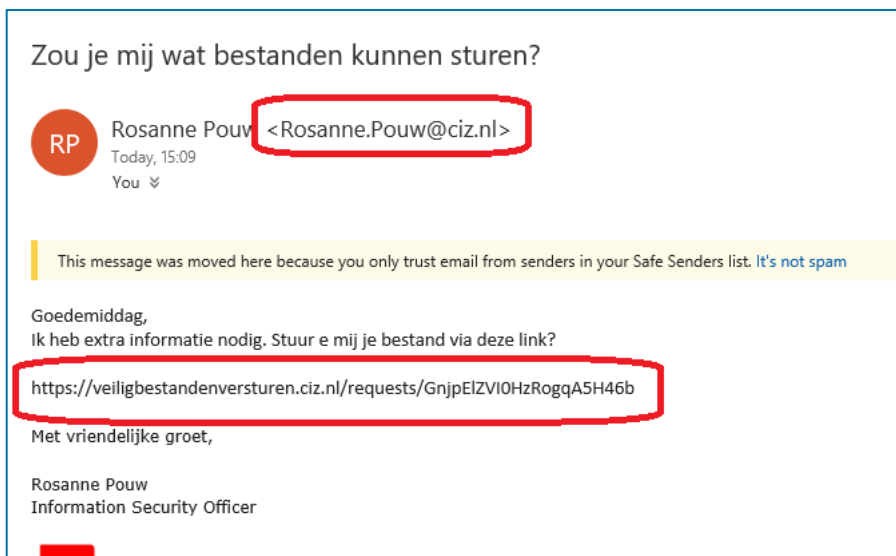 Zou je mij wat bestanden kunnen sturen?
RP
Rosanne Pouw <Rosanne.Pouw@ciz.nl>
Today, 15:09
You
This message was moved here because you only trust email from senders in your Safe Senders list. It's not spam
Goedemiddag,
Ik heb extra informatie nodig. Stuur e mij je bestand via deze link?
https://veiligbestandenversturen.ciz.nl/requests/GnjpElZVI0HzRogqA5H46b
Met vriendelijke groet,
Rosanne Pouw
Information Security Officer